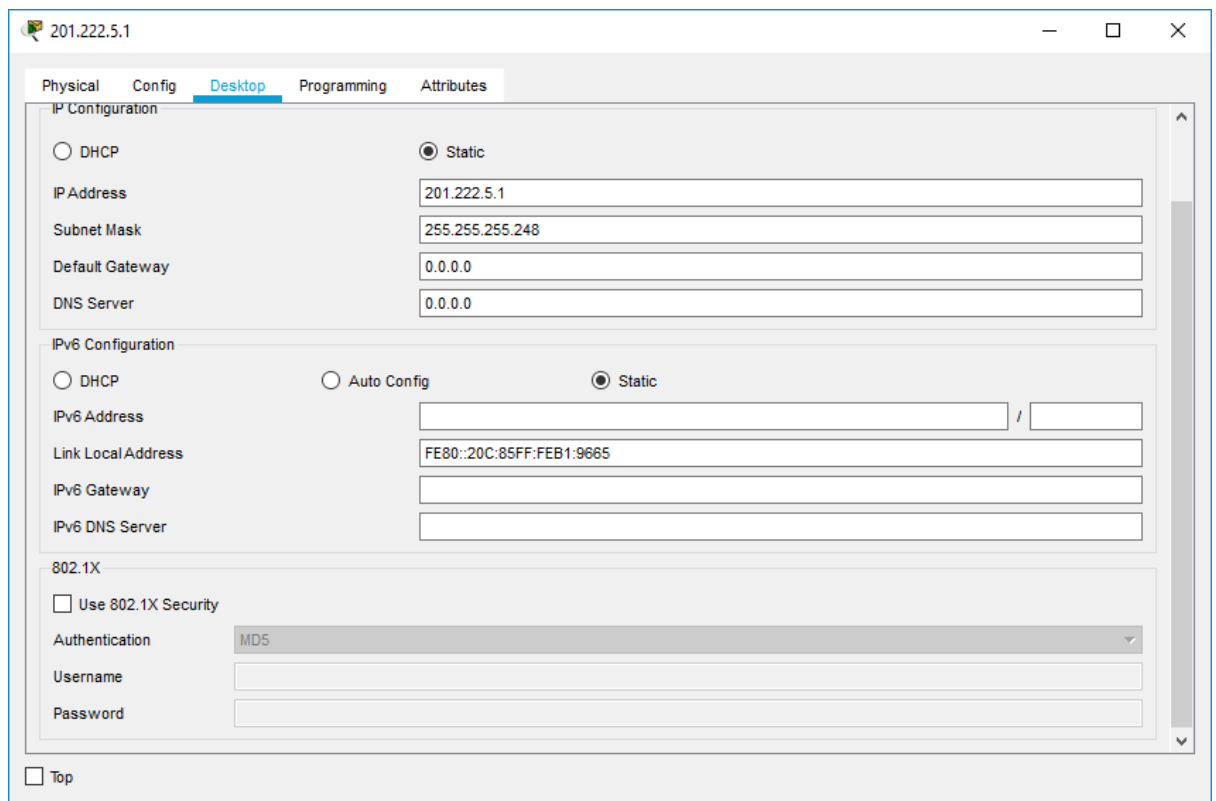 201.222.5.1
Physical Config Desktop Programming Attributes
IP Configuration
DHCP Static
IP Address 201.222.5.1
Subnet Mask 255.255.255.248
Default Gateway 0.0.0.0
DNS Server 0.0.0.0
IPv6 Configuration
DHCP Auto Config Static
IPv6 Address /
Link Local Address FE80::20C:85FF:FEB1:9665
IPv6 Gateway
IPv6 DNS Server
802.1X
Use 802.1X Security
Authentication MD5
Username
Password
Top